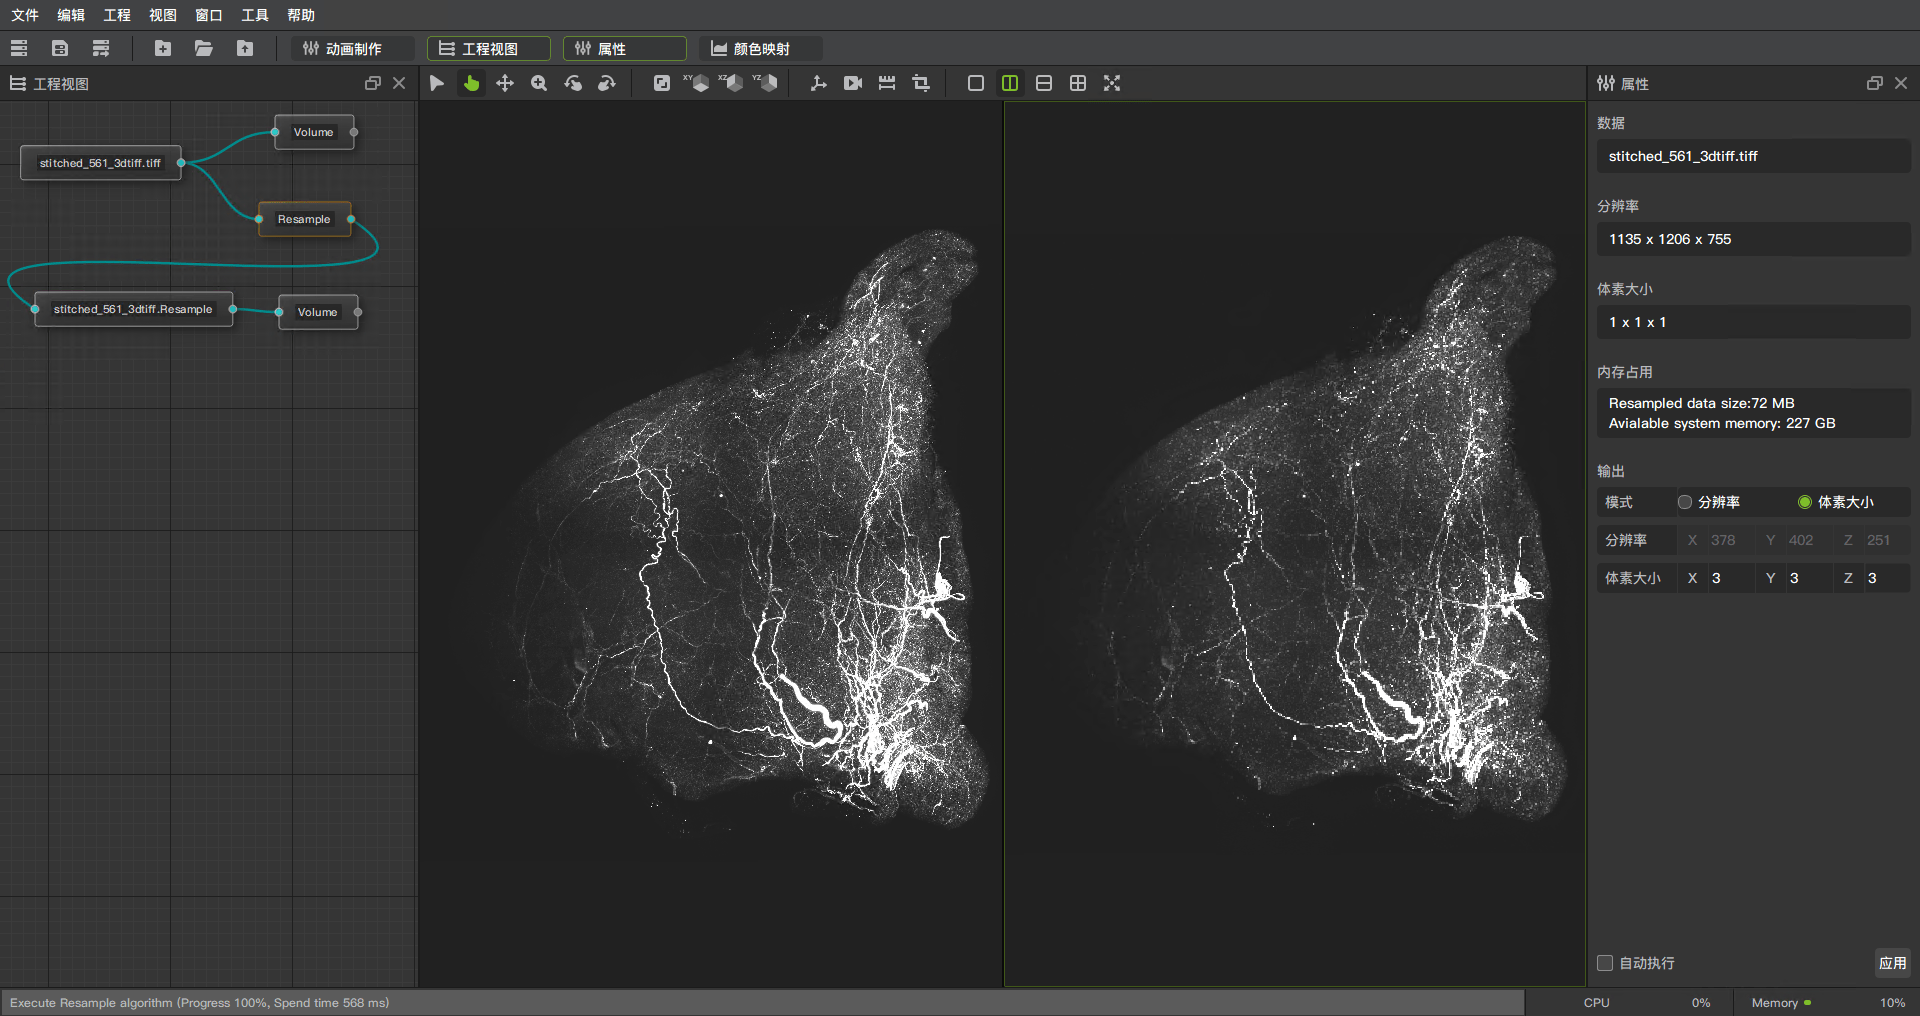 文件 编辑 工程 视图 窗口 工具 帮助
动画制作 工程视图 属性 颜色映射
工程视图
XY XZ YZ
属性
Volume
stitched_561_3dtiff.tiff
Resample
stitched_561_3dtiff.Resample
Volume
数据
stitched_561_3dtiff.tiff
分辨率
1135 x 1206 x 755
体素大小
1 x 1 x 1
内存占用
Resampled data size:72 MB
Avialable system memory: 227 GB
输出
模式 分辨率 体素大小
分辨率 X 378 Y 402 Z 251
体素大小 X 3 Y 3 Z 3
自动执行 应用
Execute Resample algorithm (Progress 100%, Spend time 568 ms)
CPU 0% Memory 10%